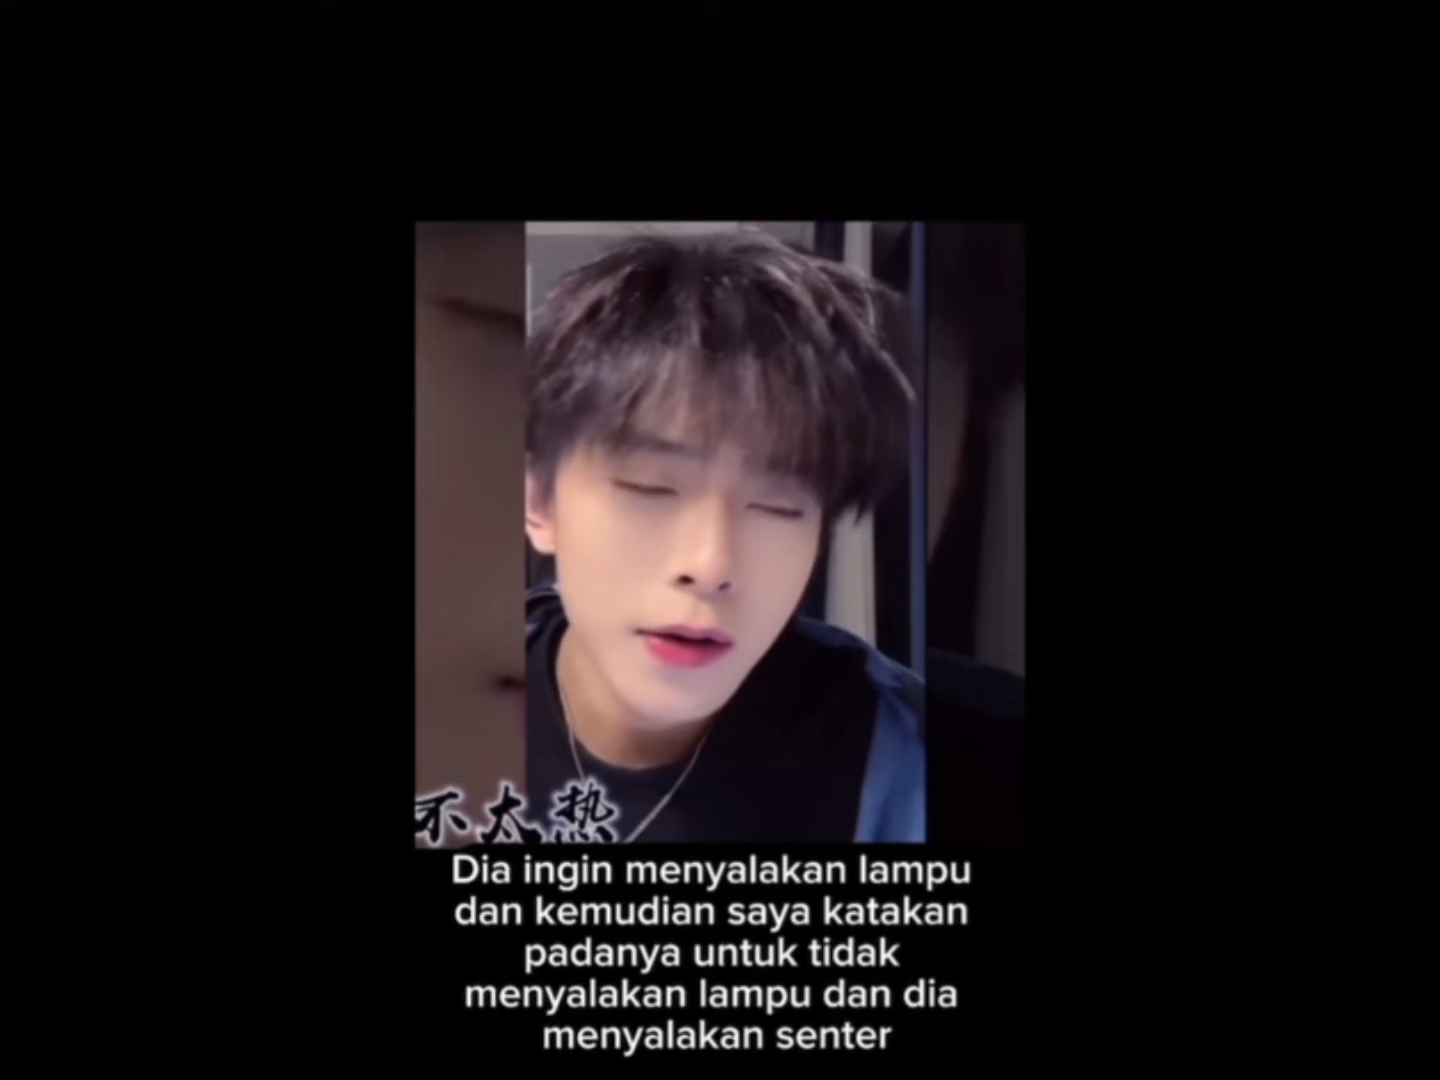 不太热
Dia ingin menyalakan lampu
dan kemudian saya katakan
padanya untuk tidak
menyalakan lampu dan dia
menyalakan senter